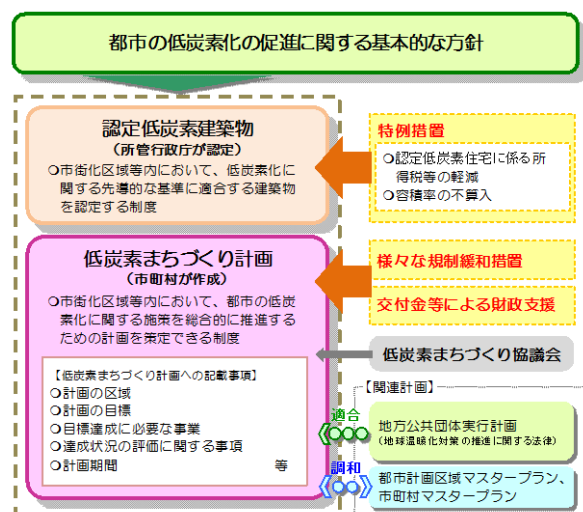 都市の低炭素化の促進に関する基本的な方針
認定低炭素建築物
（所管行政庁が認定）
○市街化区域等内において、低炭素化に
関する先導的な基準に適合する建築物
を認定する制度
特例措置
○認定低炭素住宅に係る所
得税等の軽減
○容積率の不算入
低炭素まちづくり計画
（市町村が作成）
○市街化区域等内において、都市の低炭
素化に関する施策を総合的に推進する
ための計画を策定できる制度
様々な規制緩和措置
交付金等による財政支援
低炭素まちづくり協議会
【低炭素まちづくり計画への記載事項】
○計画の区域
○計画の目標
○目標達成に必要な事業
○達成状況の評価に関する事項
○計画期間 等
【関連計画】
適合
地方公共団体実行計画
（地球温暖化対策の推進に関する法律）
調和
都市計画区域マスタープラン、
市町村マスタープラン